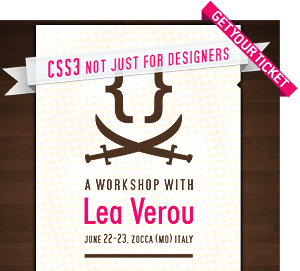 GET YOUR TICKET
CSS3 NOT JUST FOR DESIGNERS
{ }
A WORKSHOP WITH
Lea Verou
JUNE 22-23, ZOCCA (MO) ITALY